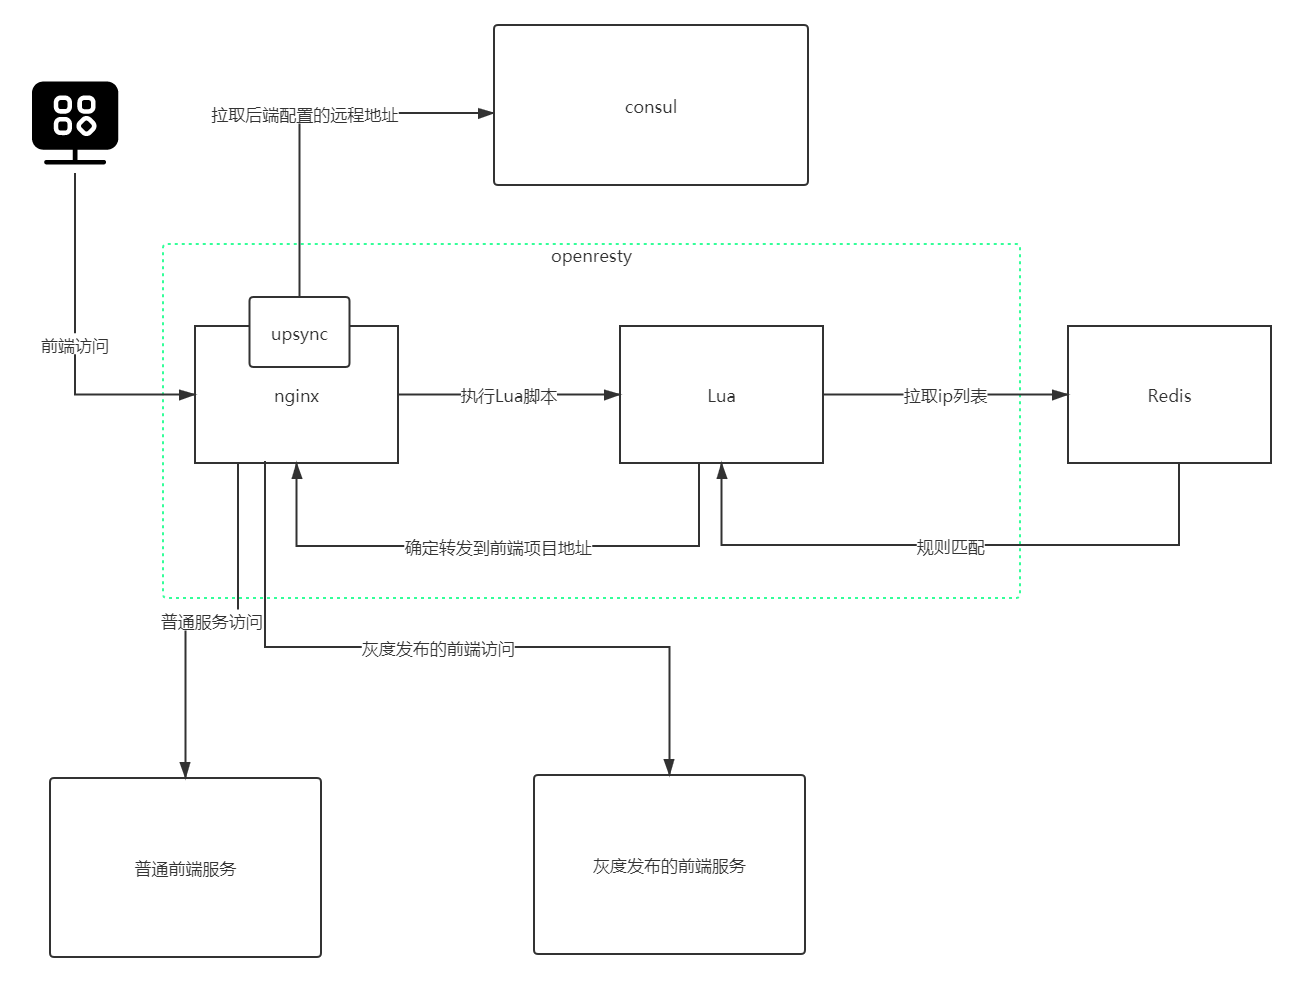 consul
拉取后端配置的远程地址
openresty
upsync
前端访问
nginx
执行Lua脚本
Lua
拉取ip列表
Redis
确定转发到前端项目地址
规则匹配
普通服务访问
灰度发布的前端访问
普通前端服务
灰度发布的前端服务